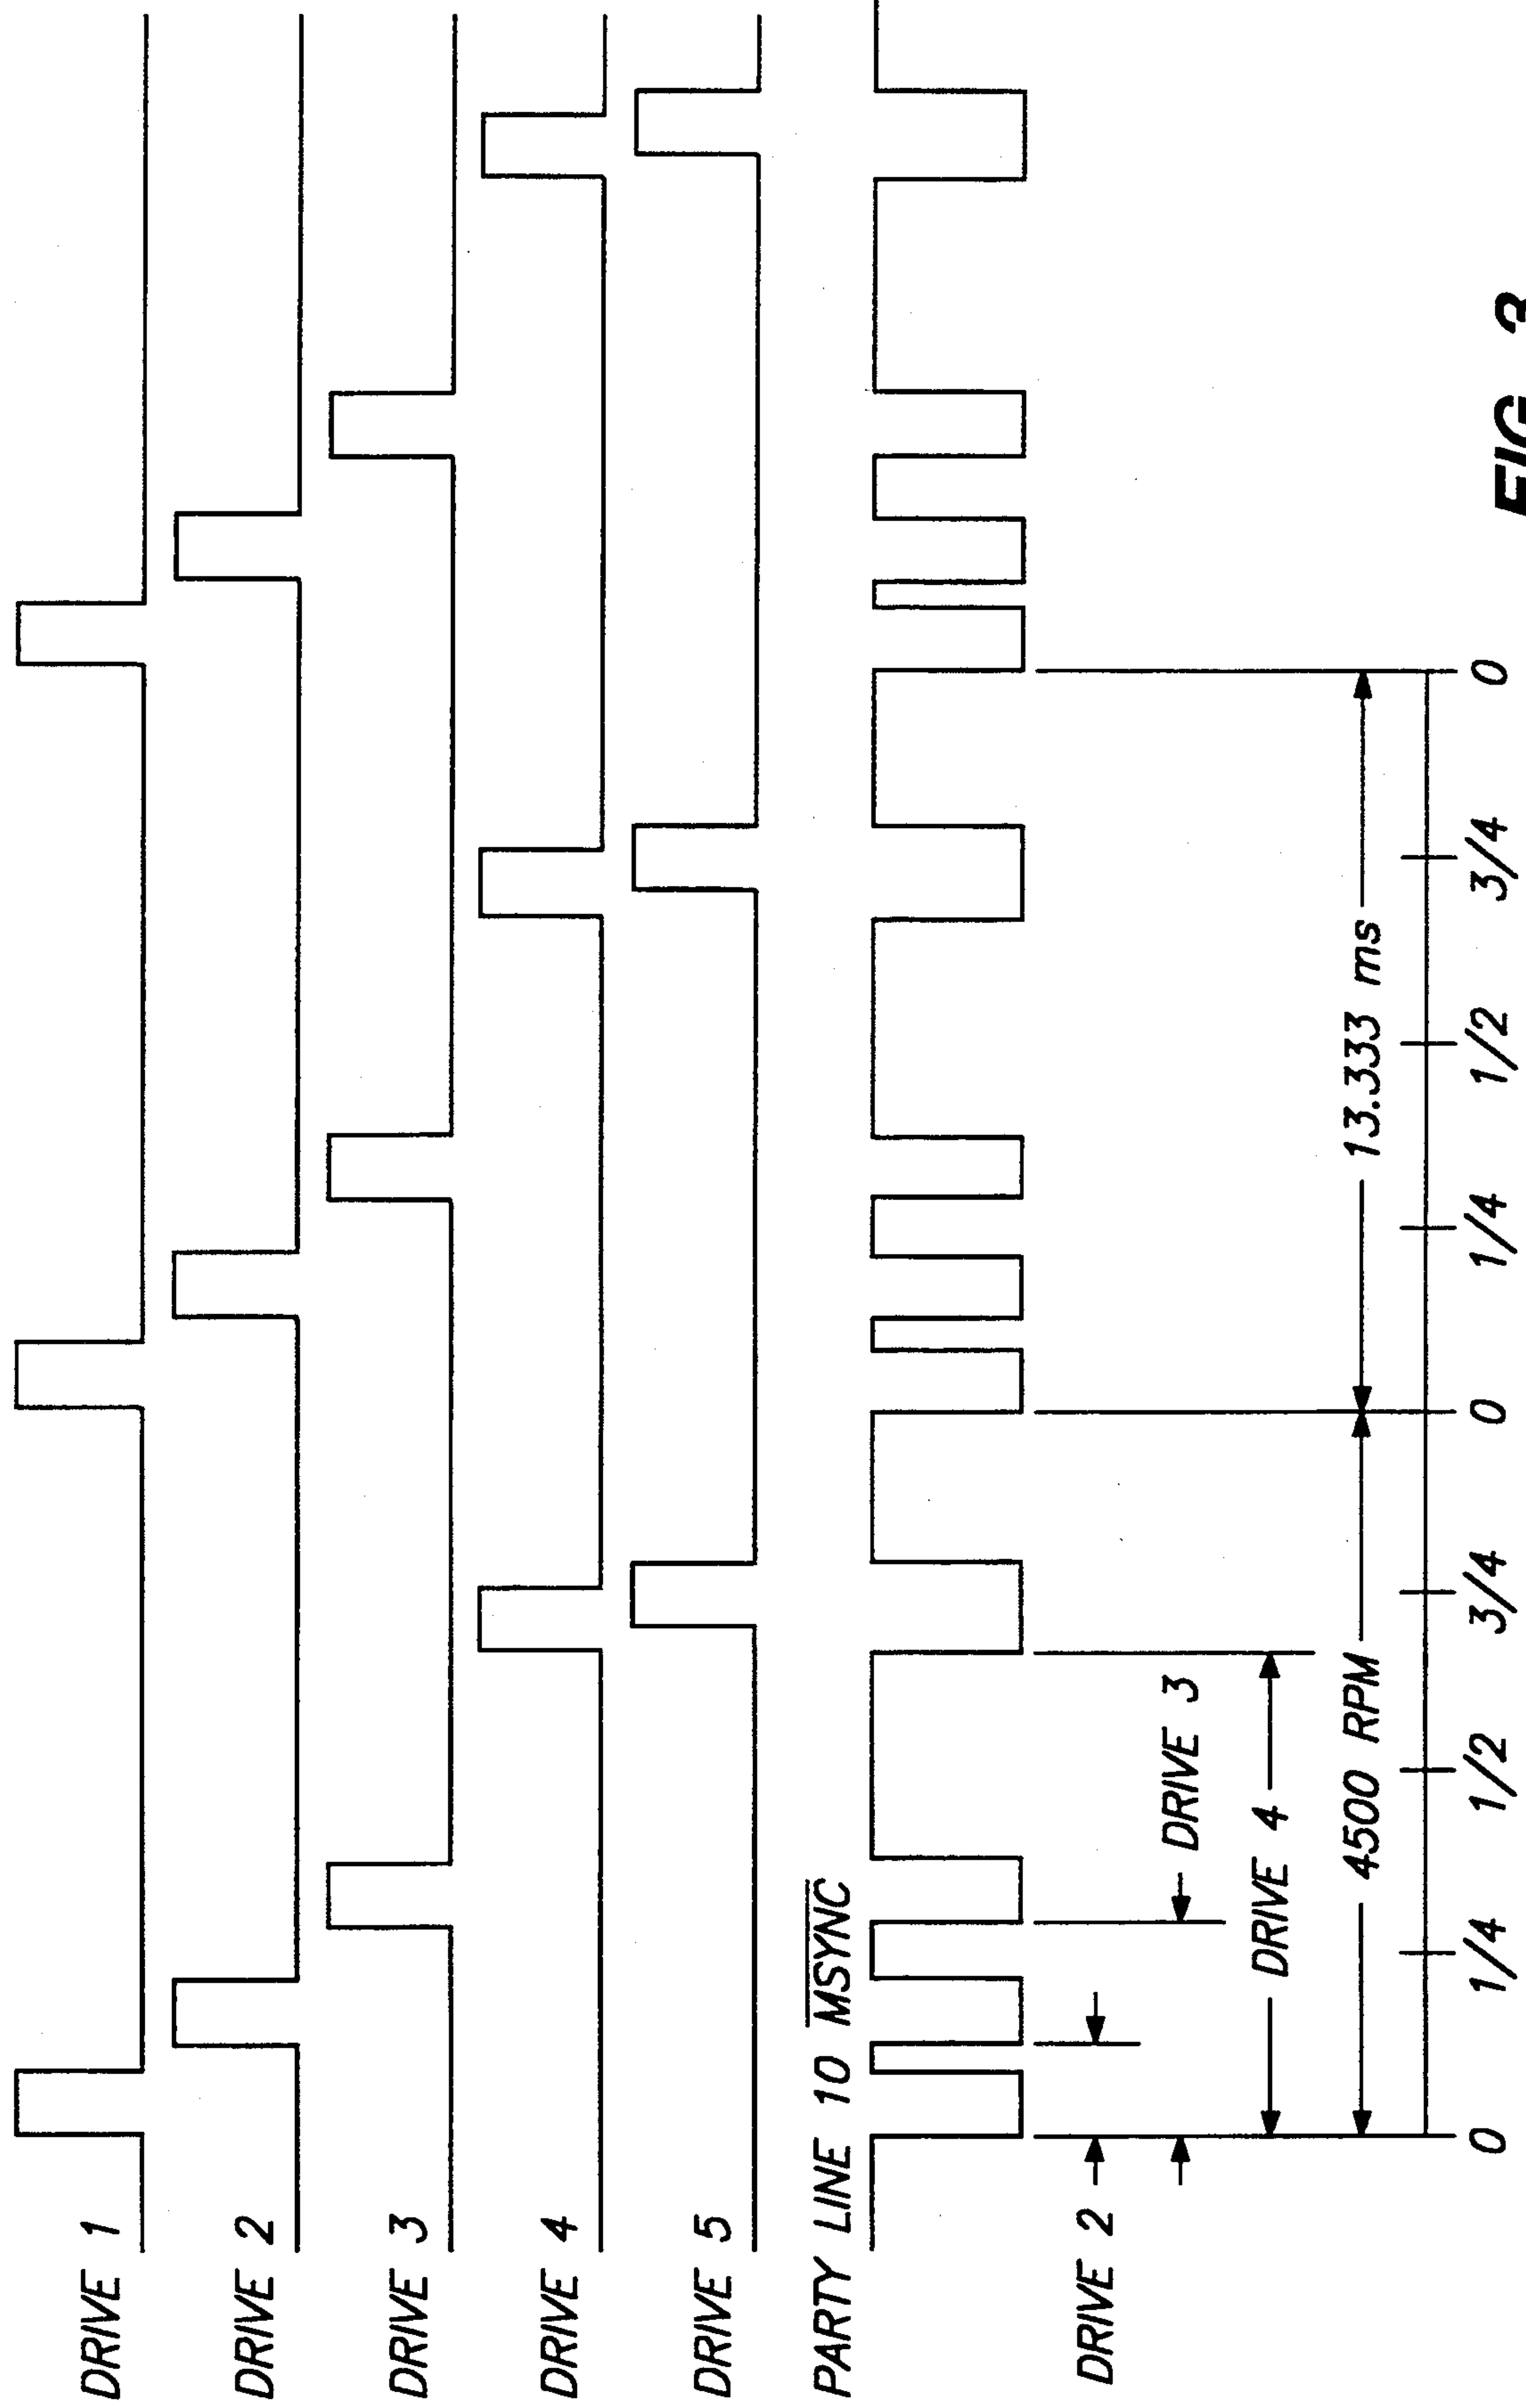 DRIVE 1
DRIVE 2
DRIVE 3
DRIVE 4
DRIVE 5
PARTY LINE 10 MSYNC
DRIVE 2
DRIVE 3
DRIVE 4
4500 RPM 13.333 ms
0 1/4 1/2 3/4 0 1/4 1/2 3/4 0
FIG. 3